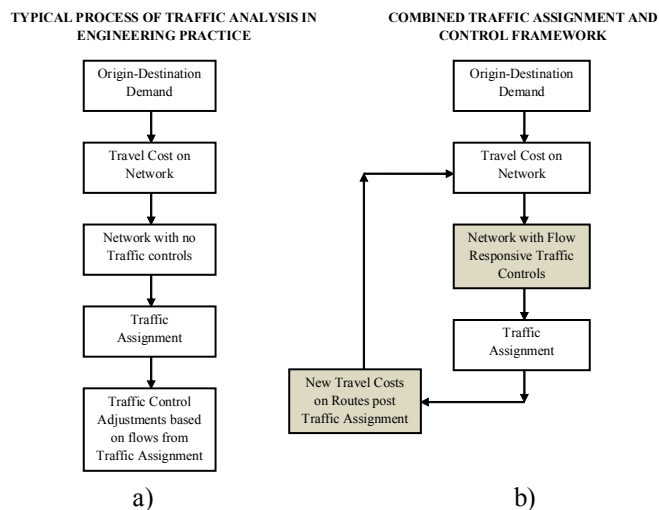 TYPICAL PROCESS OF TRAFFIC ANALYSIS IN
ENGINEERING PRACTICE
Origin-Destination
Demand
Travel Cost on
Network
Network with no
Traffic controls
Traffic
Assignment
Traffic Control
Adjustments based
on flows from
Traffic Assignment
a)
COMBINED TRAFFIC ASSIGNMENT AND
CONTROL FRAMEWORK
Origin-Destination
Demand
Travel Cost on
Network
Network with Flow
Responsive Traffic
Controls
Traffic
Assignment
New Travel Costs
on Routes post
Traffic Assignment
b)